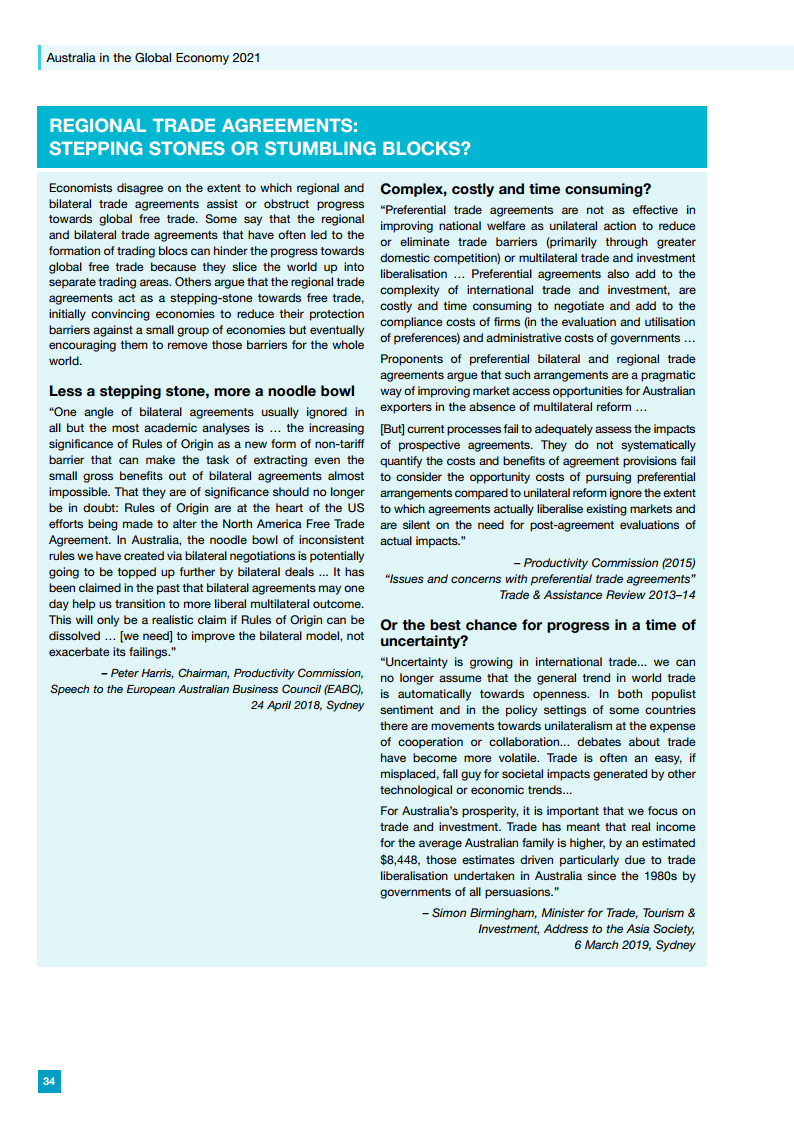 Australia in the Global Economy 2021
REGIONAL TRADE AGREEMENTS:
STEPPING STONES OR STUMBLING BLOCKS?
Economists disagree on the extent to which regional and
bilateral trade agreements assist or obstruct progress
towards global free trade. Some say that the regional
and bilateral trade agreements that have often led to the
formation of trading blocs can hinder the progress towards
global free trade because they slice the world up into
separate trading areas. Others argue that the regional trade
agreements act as a stepping-stone towards free trade,
initially convincing economies to reduce their protection
barriers against a small group of economies but eventually
encouraging them to remove those barriers for the whole
world.
Less a stepping stone, more a noodle bowl
“One angle of bilateral agreements usually ignored in
all but the most academic analyses is … the increasing
significance of Rules of Origin as a new form of non-tariff
barrier that can make the task of extracting even the
small gross benefits out of bilateral agreements almost
impossible. That they are of significance should no longer
be in doubt: Rules of Origin are at the heart of the US
efforts being made to alter the North America Free Trade
Agreement. In Australia, the noodle bowl of inconsistent
rules we have created via bilateral negotiations is potentially
going to be topped up further by bilateral deals ... It has
been claimed in the past that bilateral agreements may one
day help us transition to more liberal multilateral outcome.
This will only be a realistic claim if Rules of Origin can be
dissolved … [we need] to improve the bilateral model, not
exacerbate its failings.”
– Peter Harris, Chairman, Productivity Commission,
Speech to the European Australian Business Council (EABC),
24 April 2018, Sydney
Complex, costly and time consuming?
“Preferential trade agreements are not as effective in
improving national welfare as unilateral action to reduce
or eliminate trade barriers (primarily through greater
domestic competition) or multilateral trade and investment
liberalisation … Preferential agreements also add to the
complexity of international trade and investment, are
costly and time consuming to negotiate and add to the
compliance costs of firms (in the evaluation and utilisation
of preferences) and administrative costs of governments …
Proponents of preferential bilateral and regional trade
agreements argue that such arrangements are a pragmatic
way of improving market access opportunities for Australian
exporters in the absence of multilateral reform …
[But] current processes fail to adequately assess the impacts
of prospective agreements. They do not systematically
quantify the costs and benefits of agreement provisions fail
to consider the opportunity costs of pursuing preferential
arrangements compared to unilateral reform ignore the extent
to which agreements actually liberalise existing markets and
are silent on the need for post-agreement evaluations of
actual impacts.”
– Productivity Commission (2015)
“Issues and concerns with preferential trade agreements”
Trade & Assistance Review 2013–14
Or the best chance for progress in a time of
uncertainty?
“Uncertainty is growing in international trade... we can
no longer assume that the general trend in world trade
is automatically towards openness. In both populist
sentiment and in the policy settings of some countries
there are movements towards unilateralism at the expense
of cooperation or collaboration... debates about trade
have become more volatile. Trade is often an easy, if
misplaced, fall guy for societal impacts generated by other
technological or economic trends...
For Australia’s prosperity, it is important that we focus on
trade and investment. Trade has meant that real income
for the average Australian family is higher, by an estimated
$8,448, those estimates driven particularly due to trade
liberalisation undertaken in Australia since the 1980s by
governments of all persuasions.”
– Simon Birmingham, Minister for Trade, Tourism &
Investment, Address to the Asia Society,
6 March 2019, Sydney
34